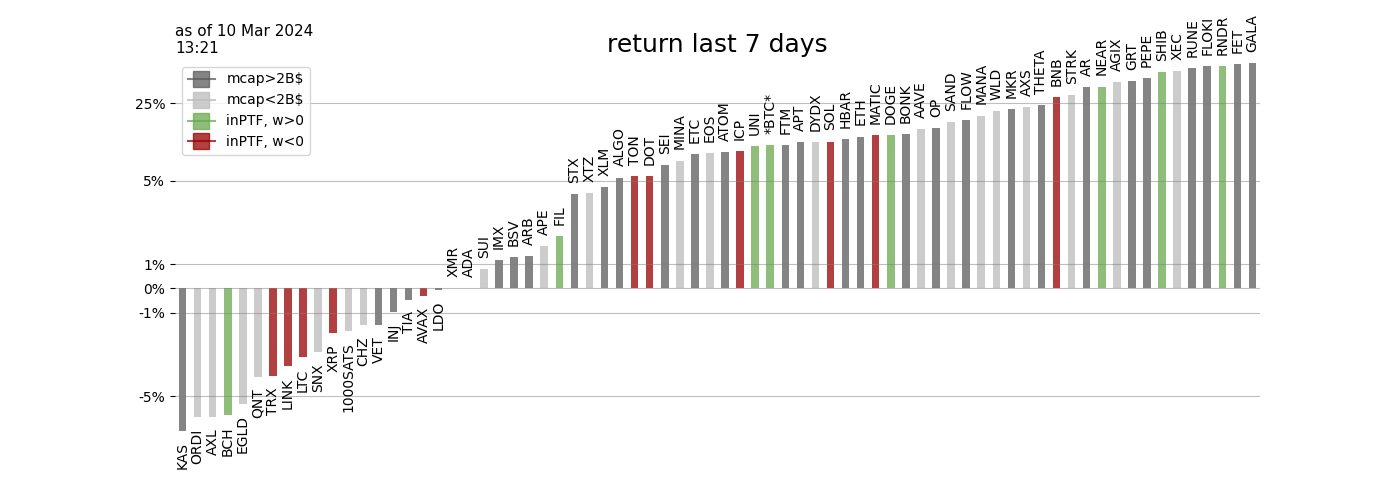 as of 10 Mar 2024
13:21
return last 7 days
mcap>2B$
mcap<2B$
inPTF, w>0
inPTF, w<0
25%
5%
1%
0%
-1%
-5%
KAS
ORDI
AXL
BCH
EGLD
QNT
TRX
LINK
LTC
SNX
XRP
1000SATS
CHZ
VET
INJ
TIA
AVAX
LDO
XMR
ADA
SUI
IMX
BSV
ARB
APE
FIL
STX
XTZ
XLM
ALGO
TON
DOT
SEI
MINA
ETC
EOS
ATOM
ICP
UNI
*BTC*
FTM
APT
DYDX
SOL
HBAR
ETH
MATIC
DOGE
BONK
AAVE
OP
SAND
FLOW
MANA
WLD
MKR
AXS
THETA
BNB
STRK
AR
NEAR
AGIX
GRT
PEPE
SHIB
XEC
RUNE
FLOKI
RNDR
FET
GALA